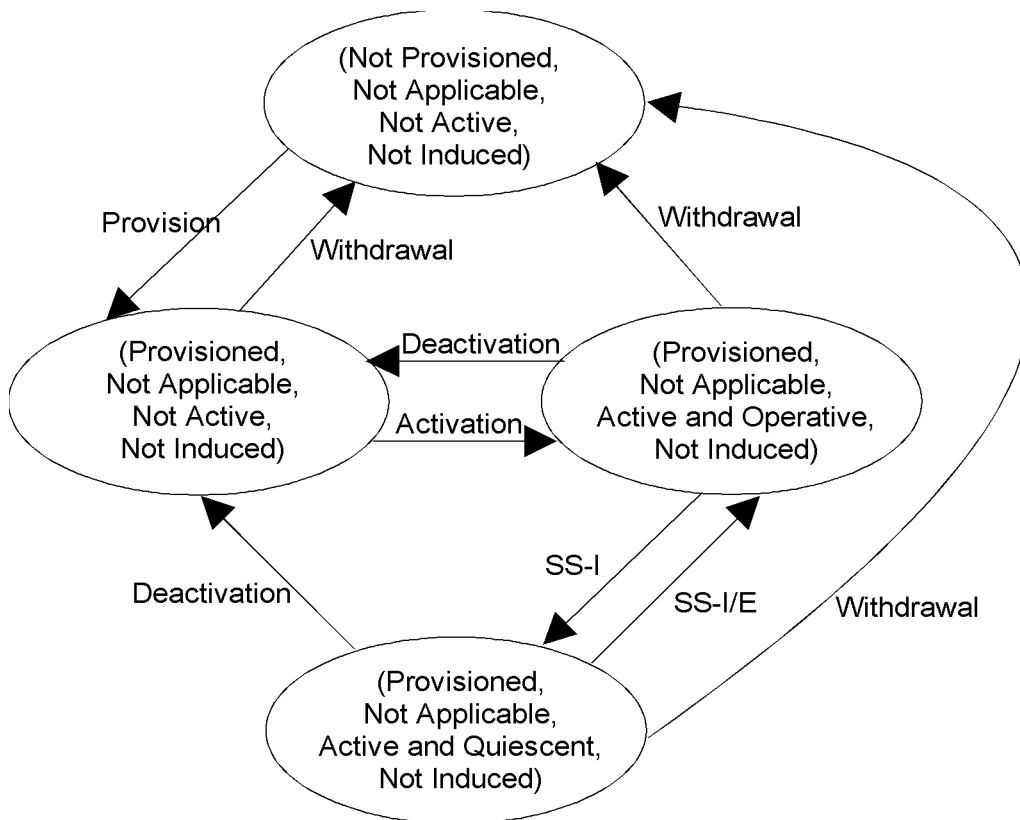 (Not Provisioned,
Not Applicable,
Not Active,
Not Induced)
Provision
Withdrawal
Withdrawal
(Provisioned,
Not Applicable,
Not Active,
Not Induced)
Deactivation
Activation
(Provisioned,
Not Applicable,
Active and Operative,
Not Induced)
Deactivation
SS-I
SS-I/E
Withdrawal
(Provisioned,
Not Applicable,
Active and Quiescent,
Not Induced)